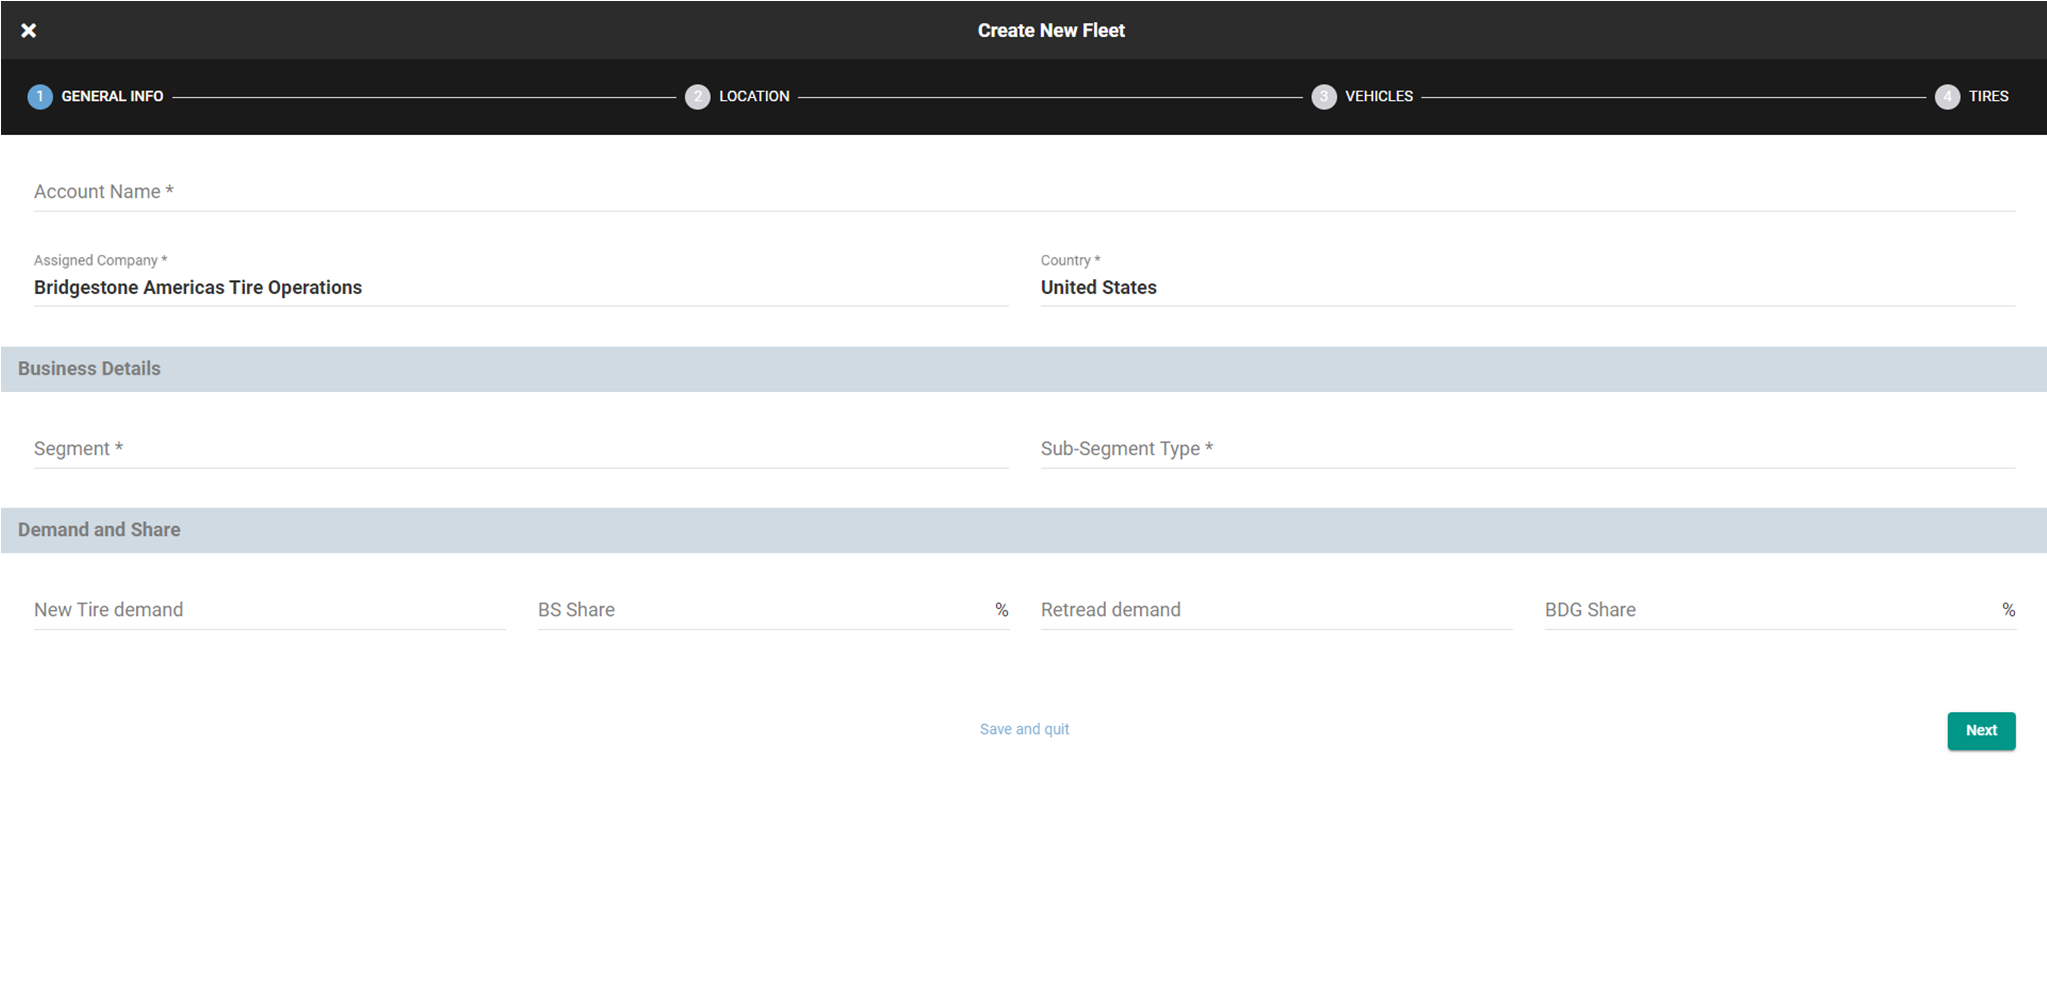 Create New Fleet
1 GENERAL INFO 2 LOCATION 3 VEHICLES 4 TIRES
Account Name *
Assigned Company * Country *
Bridgestone Americas Tire Operations United States
Business Details
Segment * Sub-Segment Type *
Demand and Share
New Tire demand BS Share % Retread demand BDG Share %
Save and quit Next